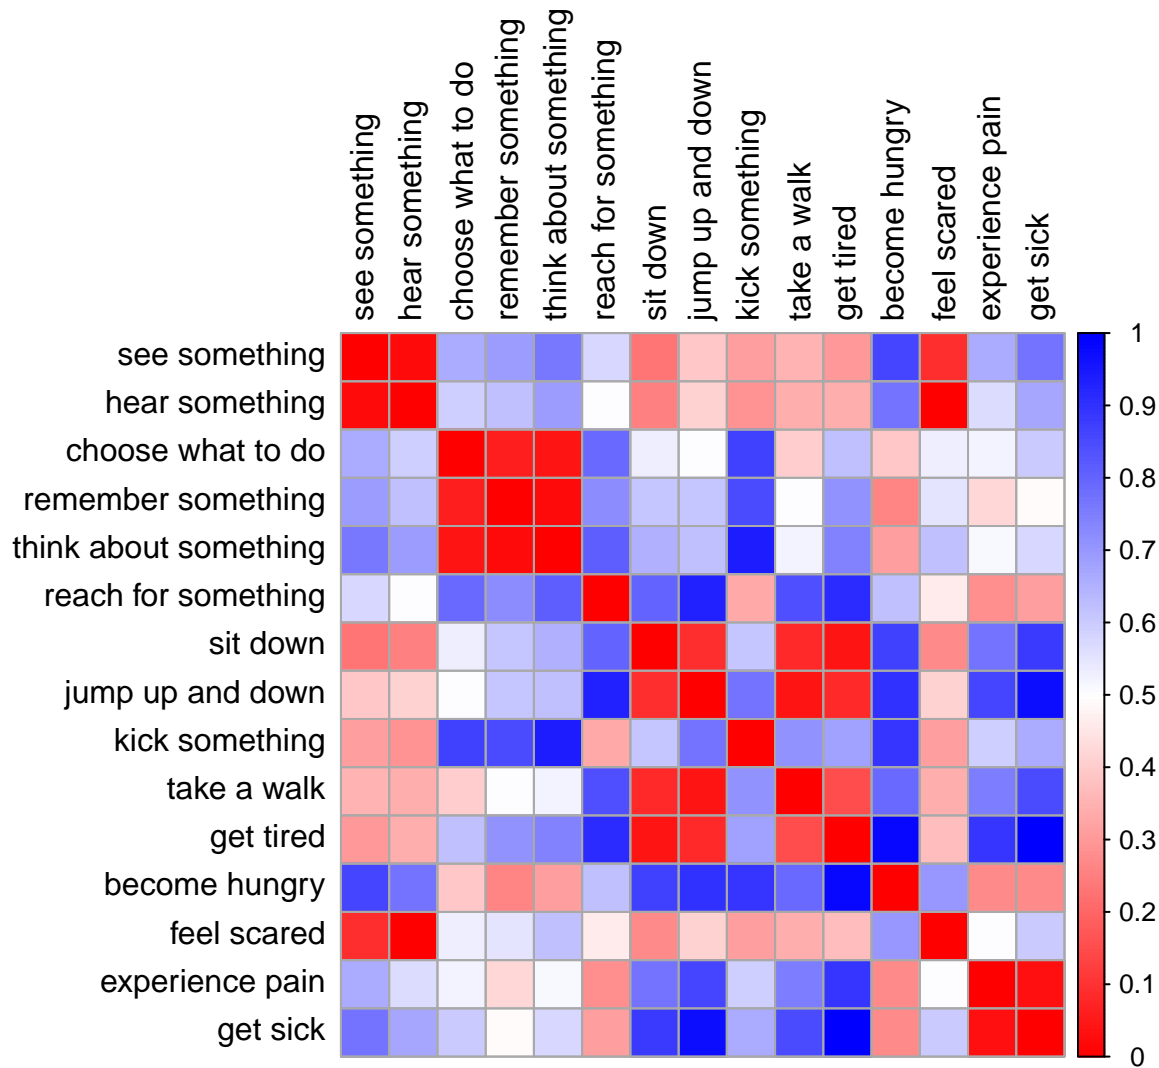 see something
hear something
choose what to do
remember something
think about something
reach for something
sit down
jump up and down
kick something
take a walk
get tired
become hungry
feel scared
experience pain
get sick
see something
hear something
choose what to do
remember something
think about something
reach for something
sit down
jump up and down
kick something
take a walk
get tired
become hungry
feel scared
experience pain
get sick
1
0.9
0.8
0.7
0.6
0.5
0.4
0.3
0.2
0.1
0